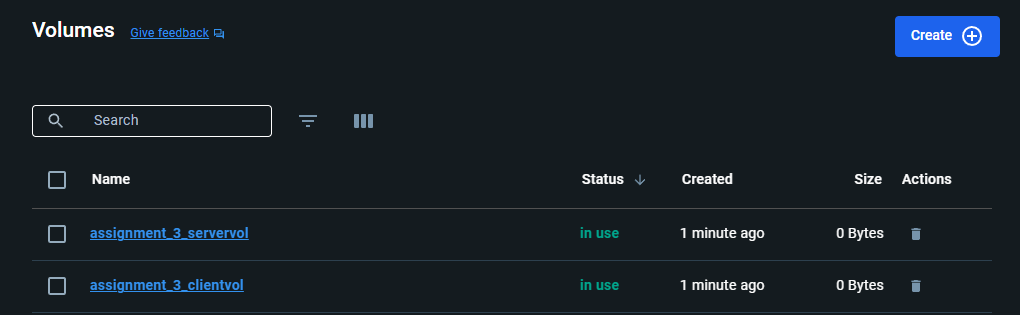 Volumes Give feedback
Create
Search
Name Status Created Size Actions
assignment_3_servervol in use 1 minute ago 0 Bytes
assignment_3_clientvol in use 1 minute ago 0 Bytes